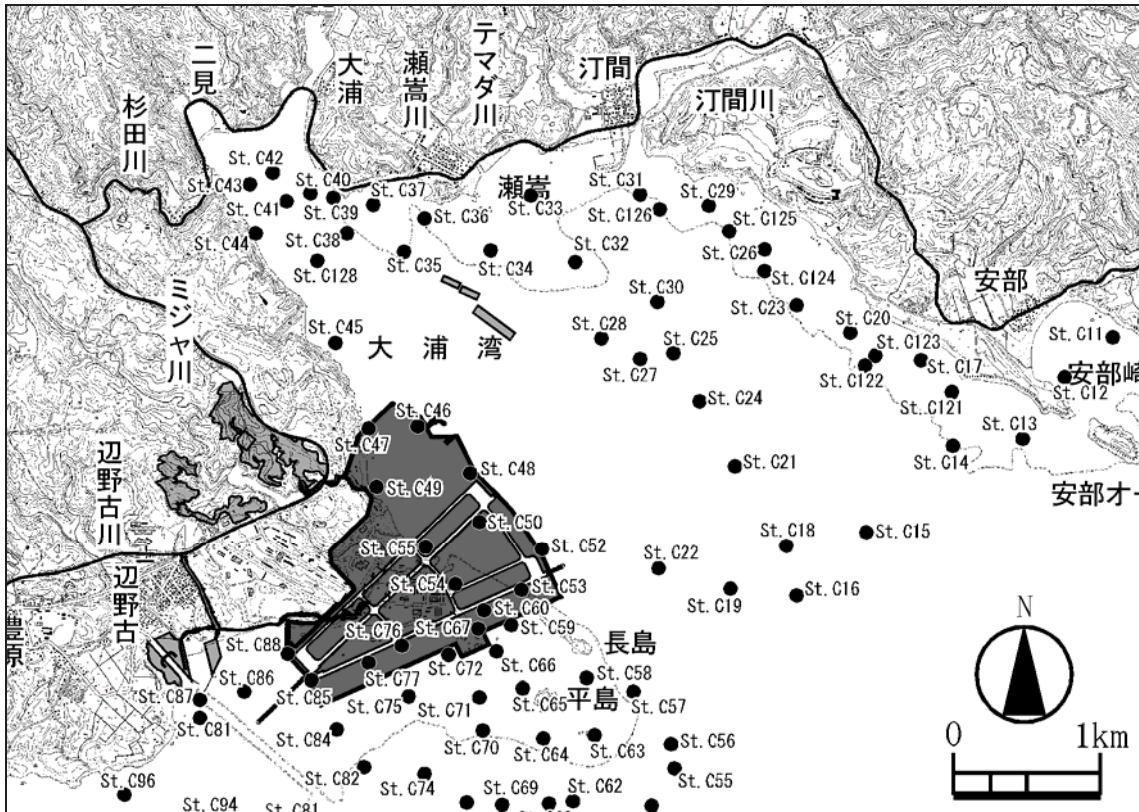 二見
大浦
瀬嵩川
テマダ川
汀間
汀間川
杉田川
St. C42
St. C43
St. C40
St. C37
St. C41
St. C39
St. C36
瀬嵩
St. C33
St. C31
St. C29
St. C126
St. C125
St. C44
St. C38
St. C128
St. C35
St. C34
St. C32
St. C26
St. C124
安部
ミジャ川
St. C45
St. C30
St. C23
St. C28
St. C25
St. C20
St. C123
St. C11
大浦湾
St. C27
St. C122
St. C17
安部崎
St. C12
St. C24
St. C121
St. C46
St. C47
St. C13
St. C14
辺野古川
St. C48
St. C21
St. C49
安部オー
St. C50
St. C18
St. C15
St. C55
St. C52
St. C22
辺野古
St. C54
St. C53
St. C19
St. C16
St. C60
N
豊原
St. C76
St. C67
St. C59
長島
St. C88
St. C72
St. C66
St. C58
St. C77
St. C86
St. C87
St. C85
St. C75
St. C71
St. C65
平島
St. C57
St. C81
St. C84
St. C70
St. C64
St. C63
St. C56
0 1km
St. C82
St. C74
St. C55
St. C96
St. C94
St. C81
St. C69
St. C62